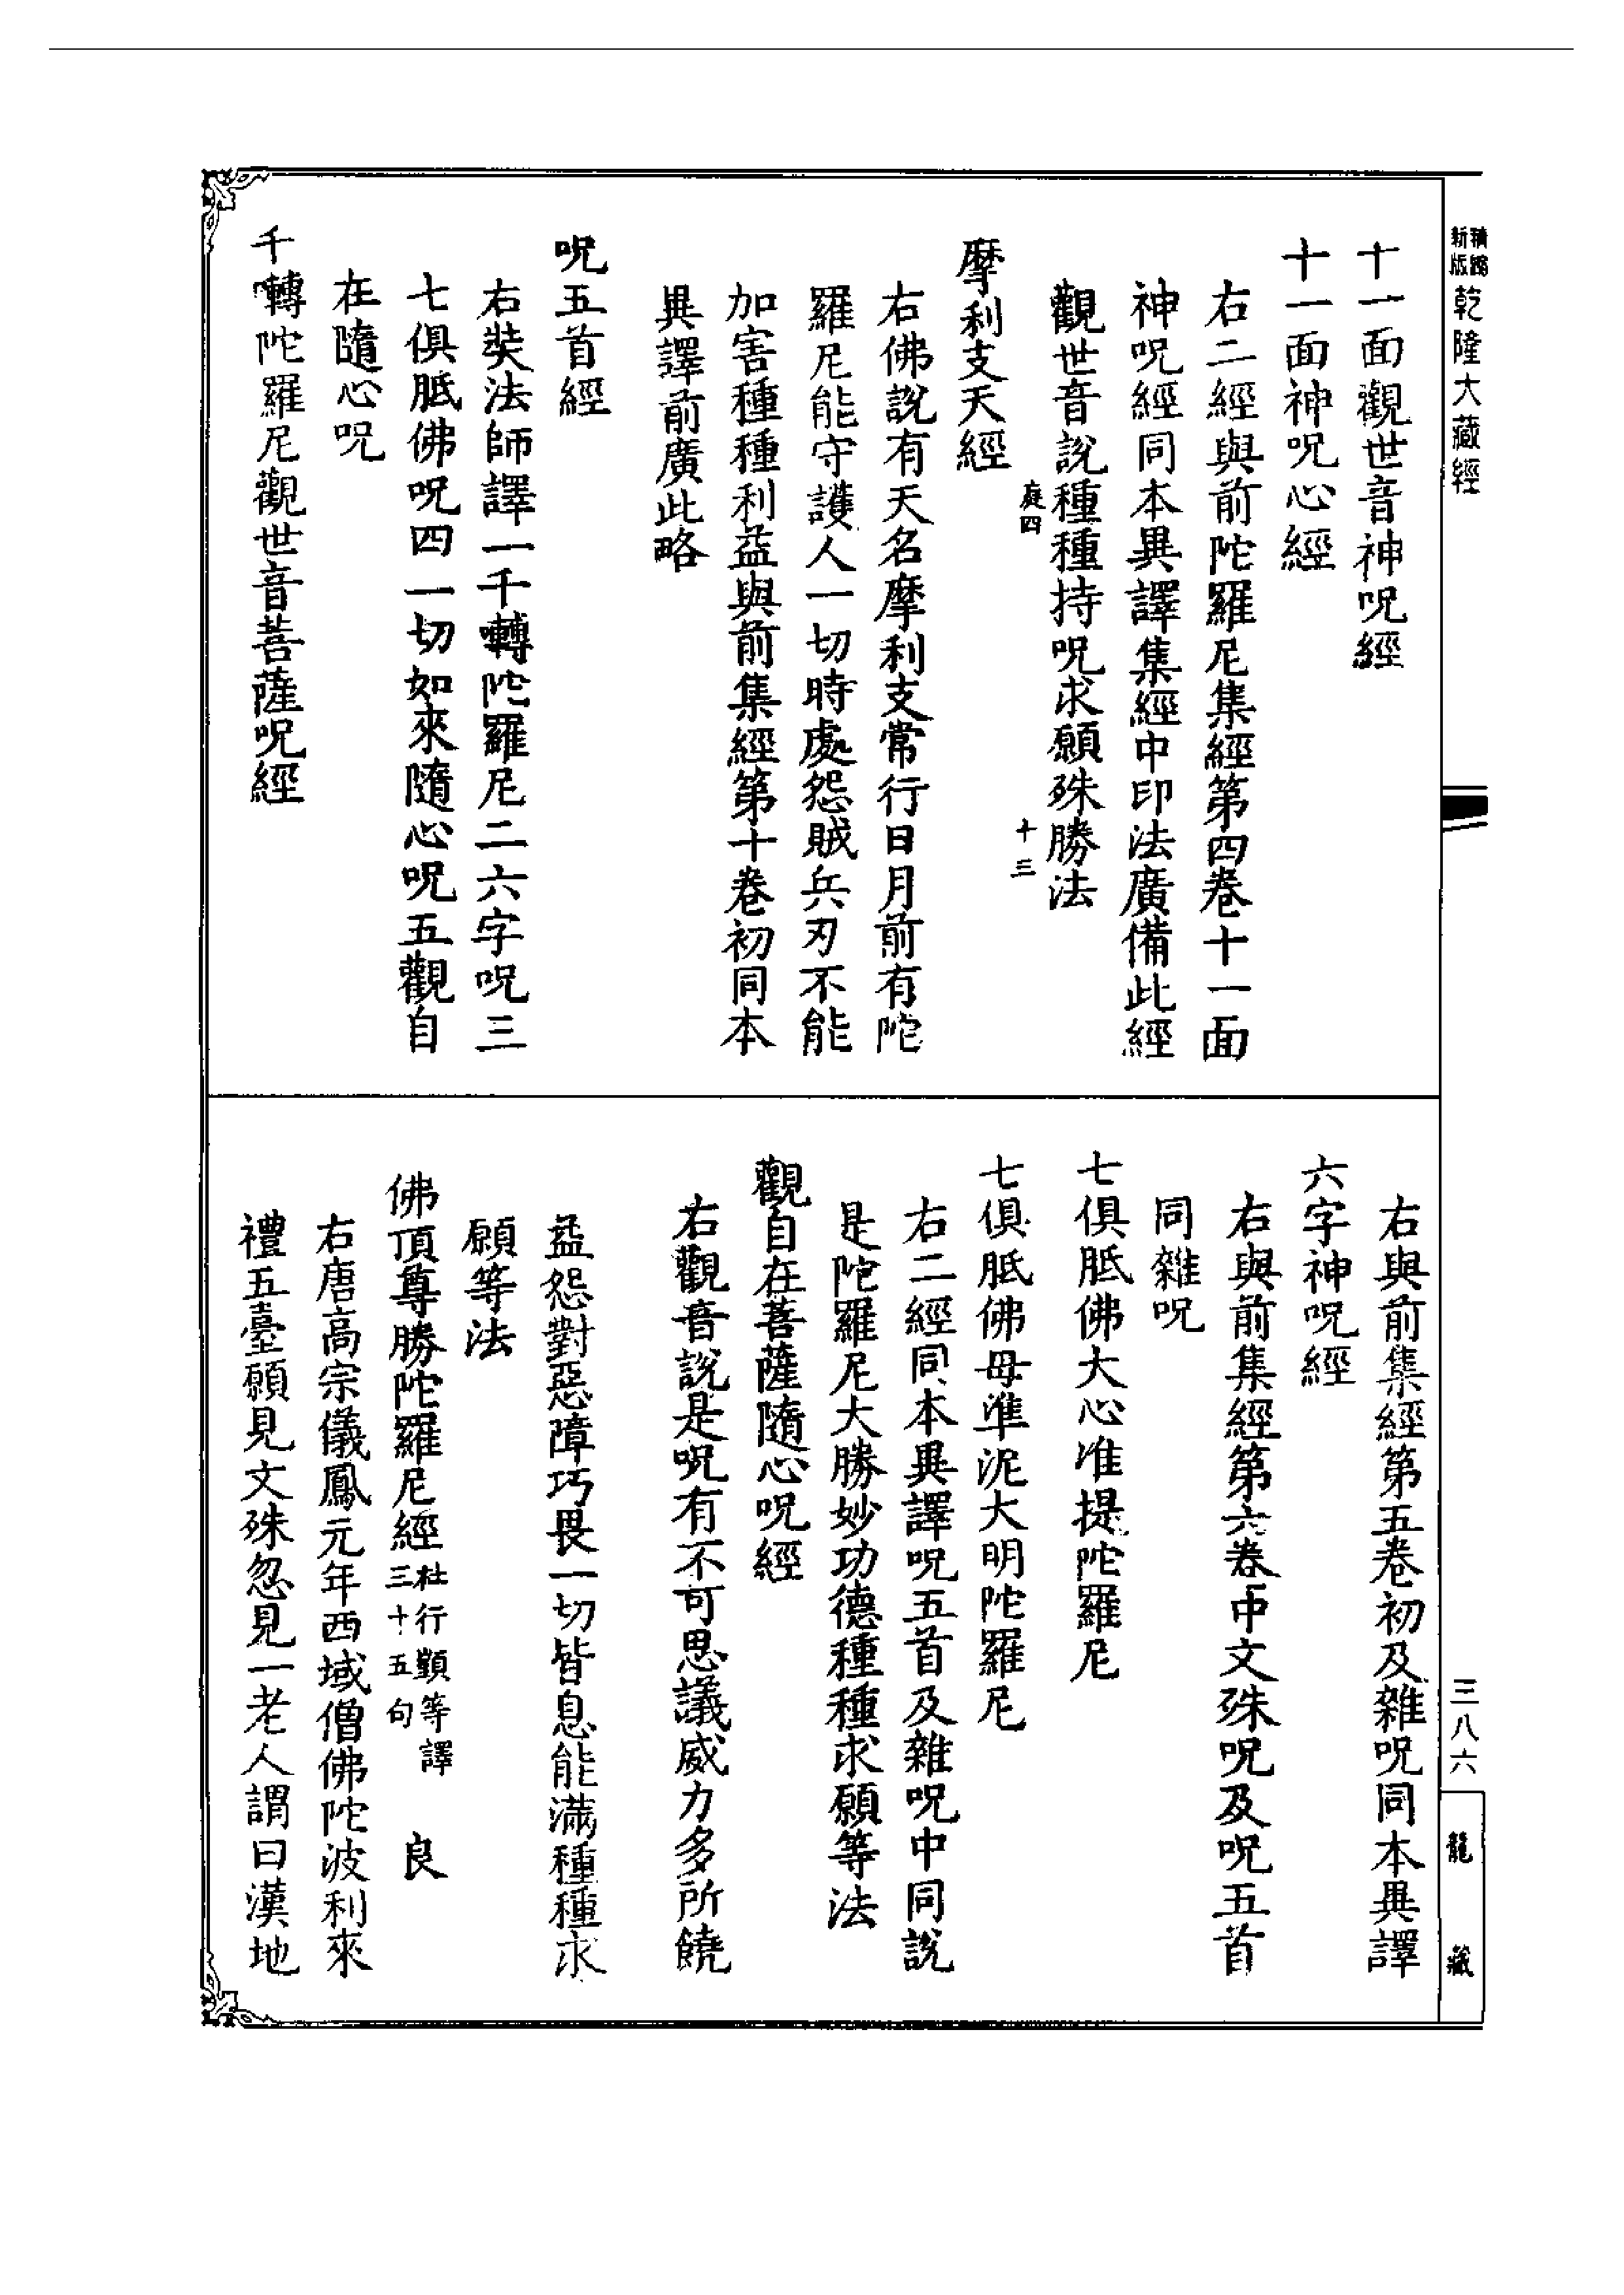 新版精縮乾隆大藏經
十一面觀世音神呪經
十一面神呪心經
右二經與前陀羅尼集經第四卷十一面
神呪經同本異譯集經中印法廣備此經
觀世音說種種持呪求願殊勝法
庭四
十三
摩利支天經
右佛說有天名摩利支常行日月前有陀
羅尼能守護人一切時處怨賊兵刃不能
加害種種利益與前集經第十卷初同本
異譯前廣此略
呪五首經
右奘法師譯一千囀陀羅尼二六字呪三
七俱胝佛呪四一切如來隨心呪五觀自
在隨心呪
千囀陀羅尼觀世音菩薩呪經
右與前集經第五卷初及雜呪同本異譯
六字神呪經
右與前集經第六卷中文殊呪及呪五首
同雜呪
七俱胝佛大心准提陀羅尼
七俱胝佛母準泥大明陀羅尼
右二經同本異譯呪五首及雜呪中同說
是陀羅尼大勝妙功德種種求願等法
觀自在菩薩隨心呪經
右觀音說是呪有不可思議威力多所饒
益怨對惡障巧畏一切皆息能滿種種求
願等法
佛頂尊勝陀羅尼經杜行顗等譯三十五句 良
右唐高宗儀鳳元年西域僧佛陀波利來
禮五臺願見文殊忽見一老人謂曰漢地
三八六
龍藏